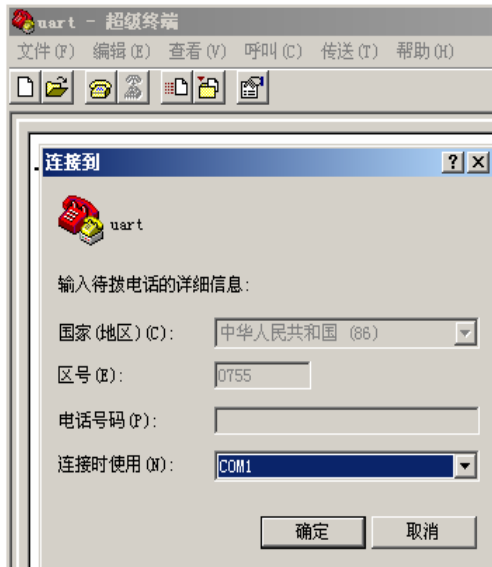 uart - 超级终端
文件(F) 编辑(E) 查看(V) 呼叫(C) 传送(T) 帮助(H)
连接到
uart
输入待拨电话的详细信息:
国家(地区)(C): 中华人民共和国 (86)
区号(E): 0755
电话号码(P):
连接时使用(N): COM1
确定 取消